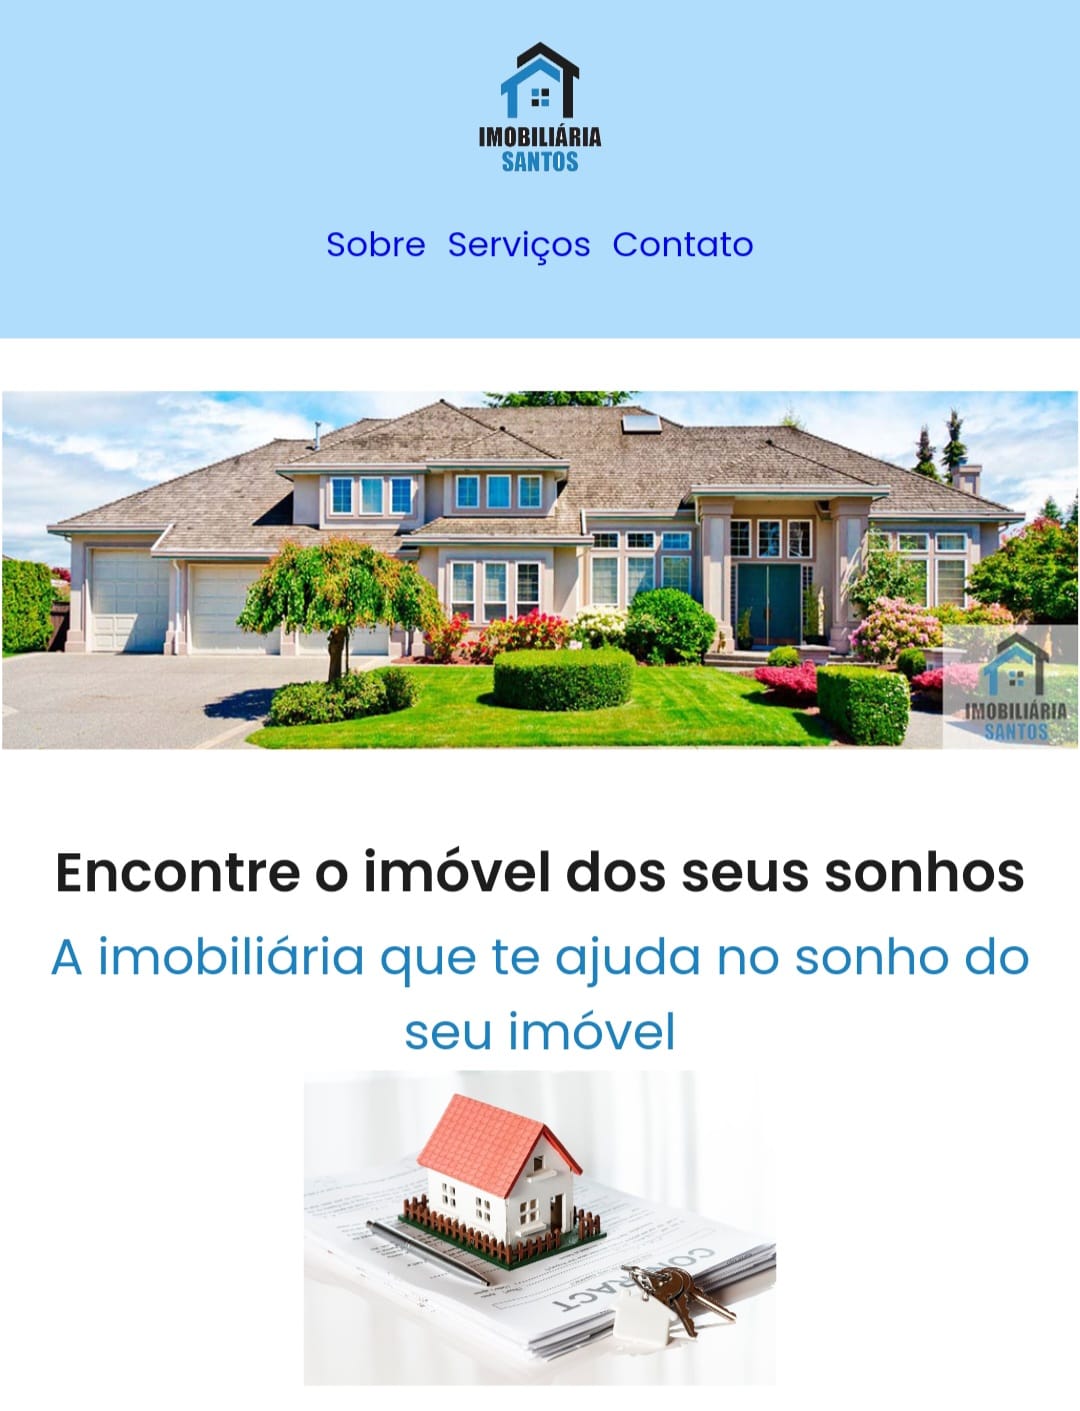 IMOBILIÁRIA
SANTOS
Sobre Serviços Contato
IMOBILIÁRIA
SANTOS
Encontre o imóvel dos seus sonhos
A imobiliária que te ajuda no sonho do
seu imóvel
CONTRACT